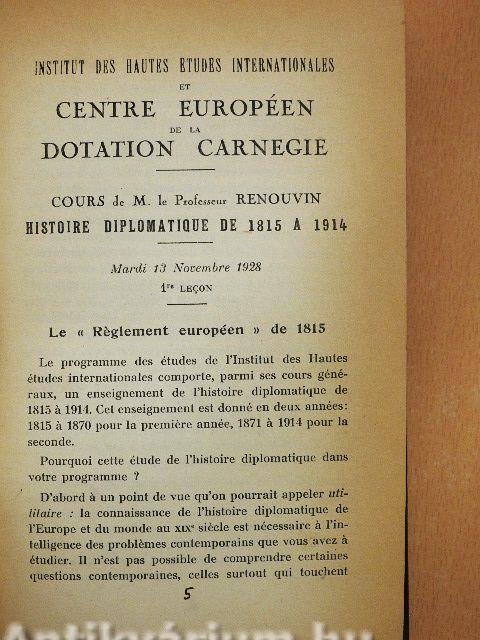 INSTITUT DES HAUTES ETUDES INTERNATIONALES
ET
CENTRE EUROPÉEN
DE LA
DOTATION CARNEGIE
COURS de M. le Professeur RENOUVIN
HISTOIRE DIPLOMATIQUE DE 1815 A 1914
Mardi 13 Novembre 1928
1re LEÇON
Le « Règlement européen » de 1815
Le programme des études de l'Institut des Hautes
études internationales comporte, parmi ses cours géné-
raux, un enseignement de l'histoire diplomatique de
1815 à 1914. Cet enseignement est donné en deux années:
1815 à 1870 pour la première année, 1871 à 1914 pour la
seconde.
Pourquoi cette étude de l'histoire diplomatique dans
votre programme ?
D'abord à un point de vue qu'on pourrait appeler uti-
litaire : la connaissance de l'histoire diplomatique de
l'Europe et du monde au XIXe siècle est nécessaire à l'in-
telligence des problèmes contemporains que vous avez à
étudier. Il n'est pas possible de comprendre certaines
questions contemporaines, celles surtout qui touchent
5
Antikvárium.hu